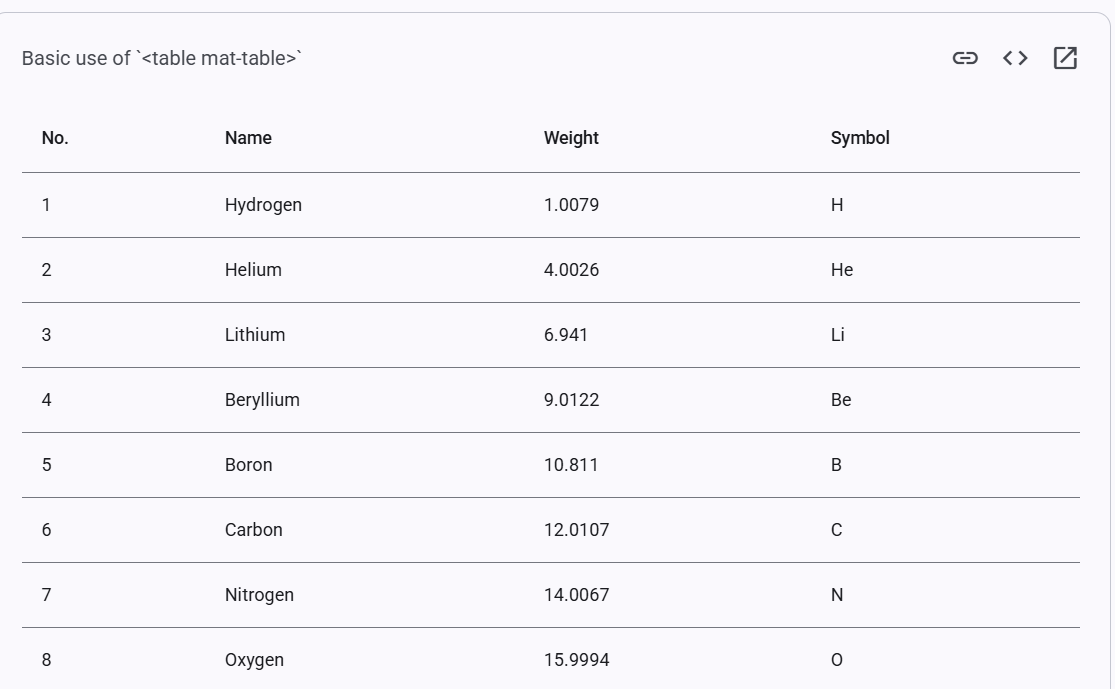 Basic use of `<table mat-table>`
No. Name Weight Symbol
1 Hydrogen 1.0079 H
2 Helium 4.0026 He
3 Lithium 6.941 Li
4 Beryllium 9.0122 Be
5 Boron 10.811 B
6 Carbon 12.0107 C
7 Nitrogen 14.0067 N
8 Oxygen 15.9994 O